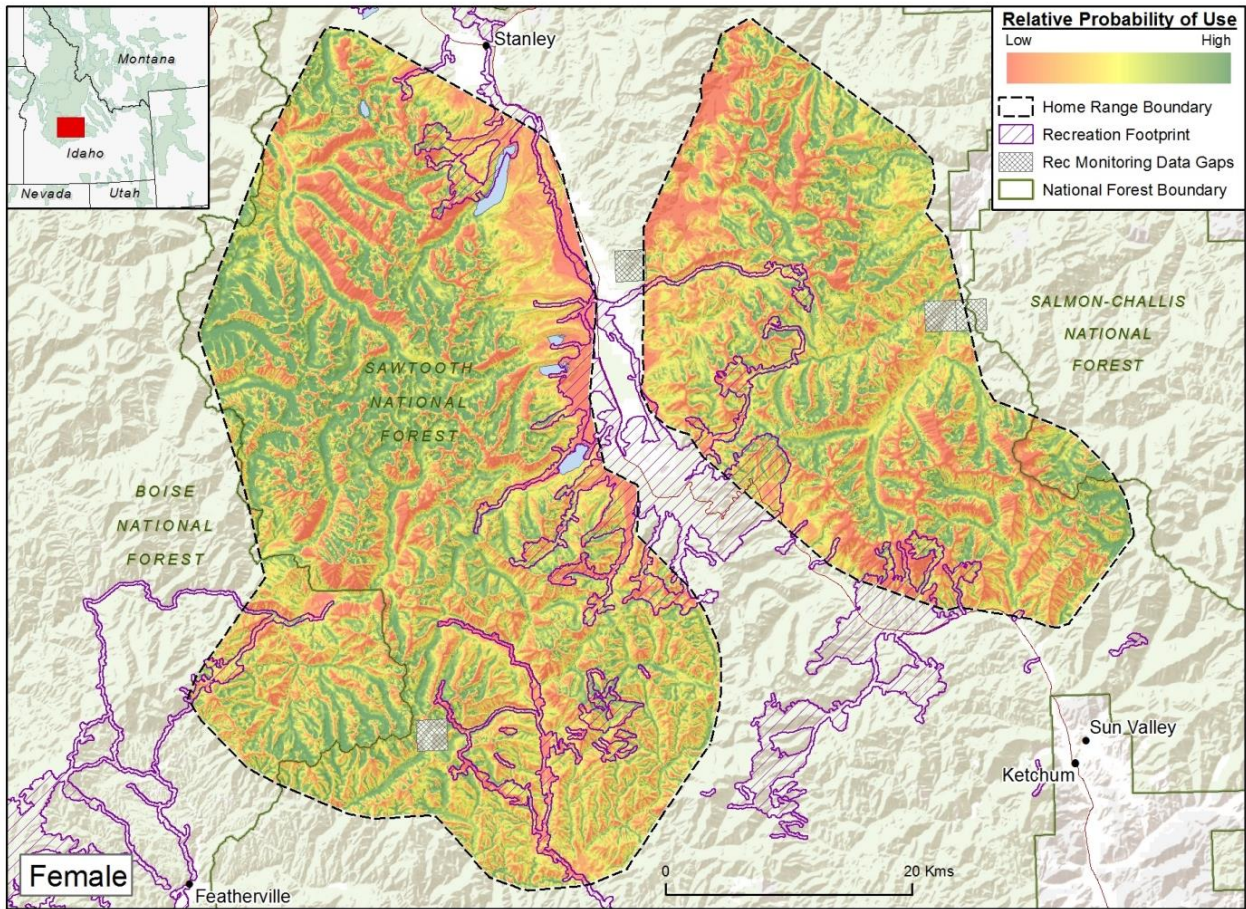 Montana
Idaho
Nevada
Utah
Stanley
Relative Probability of Use
Low
High
Home Range Boundary
Recreation Footprint
Rec Monitoring Data Gaps
National Forest Boundary
SALMON-CHALLIS
NATIONAL
FOREST
SAWTOOTH
NATIONAL
FOREST
BOISE
NATIONAL
FOREST
Sun Valley
Ketchum
0
20 Kms
Female
Featherville